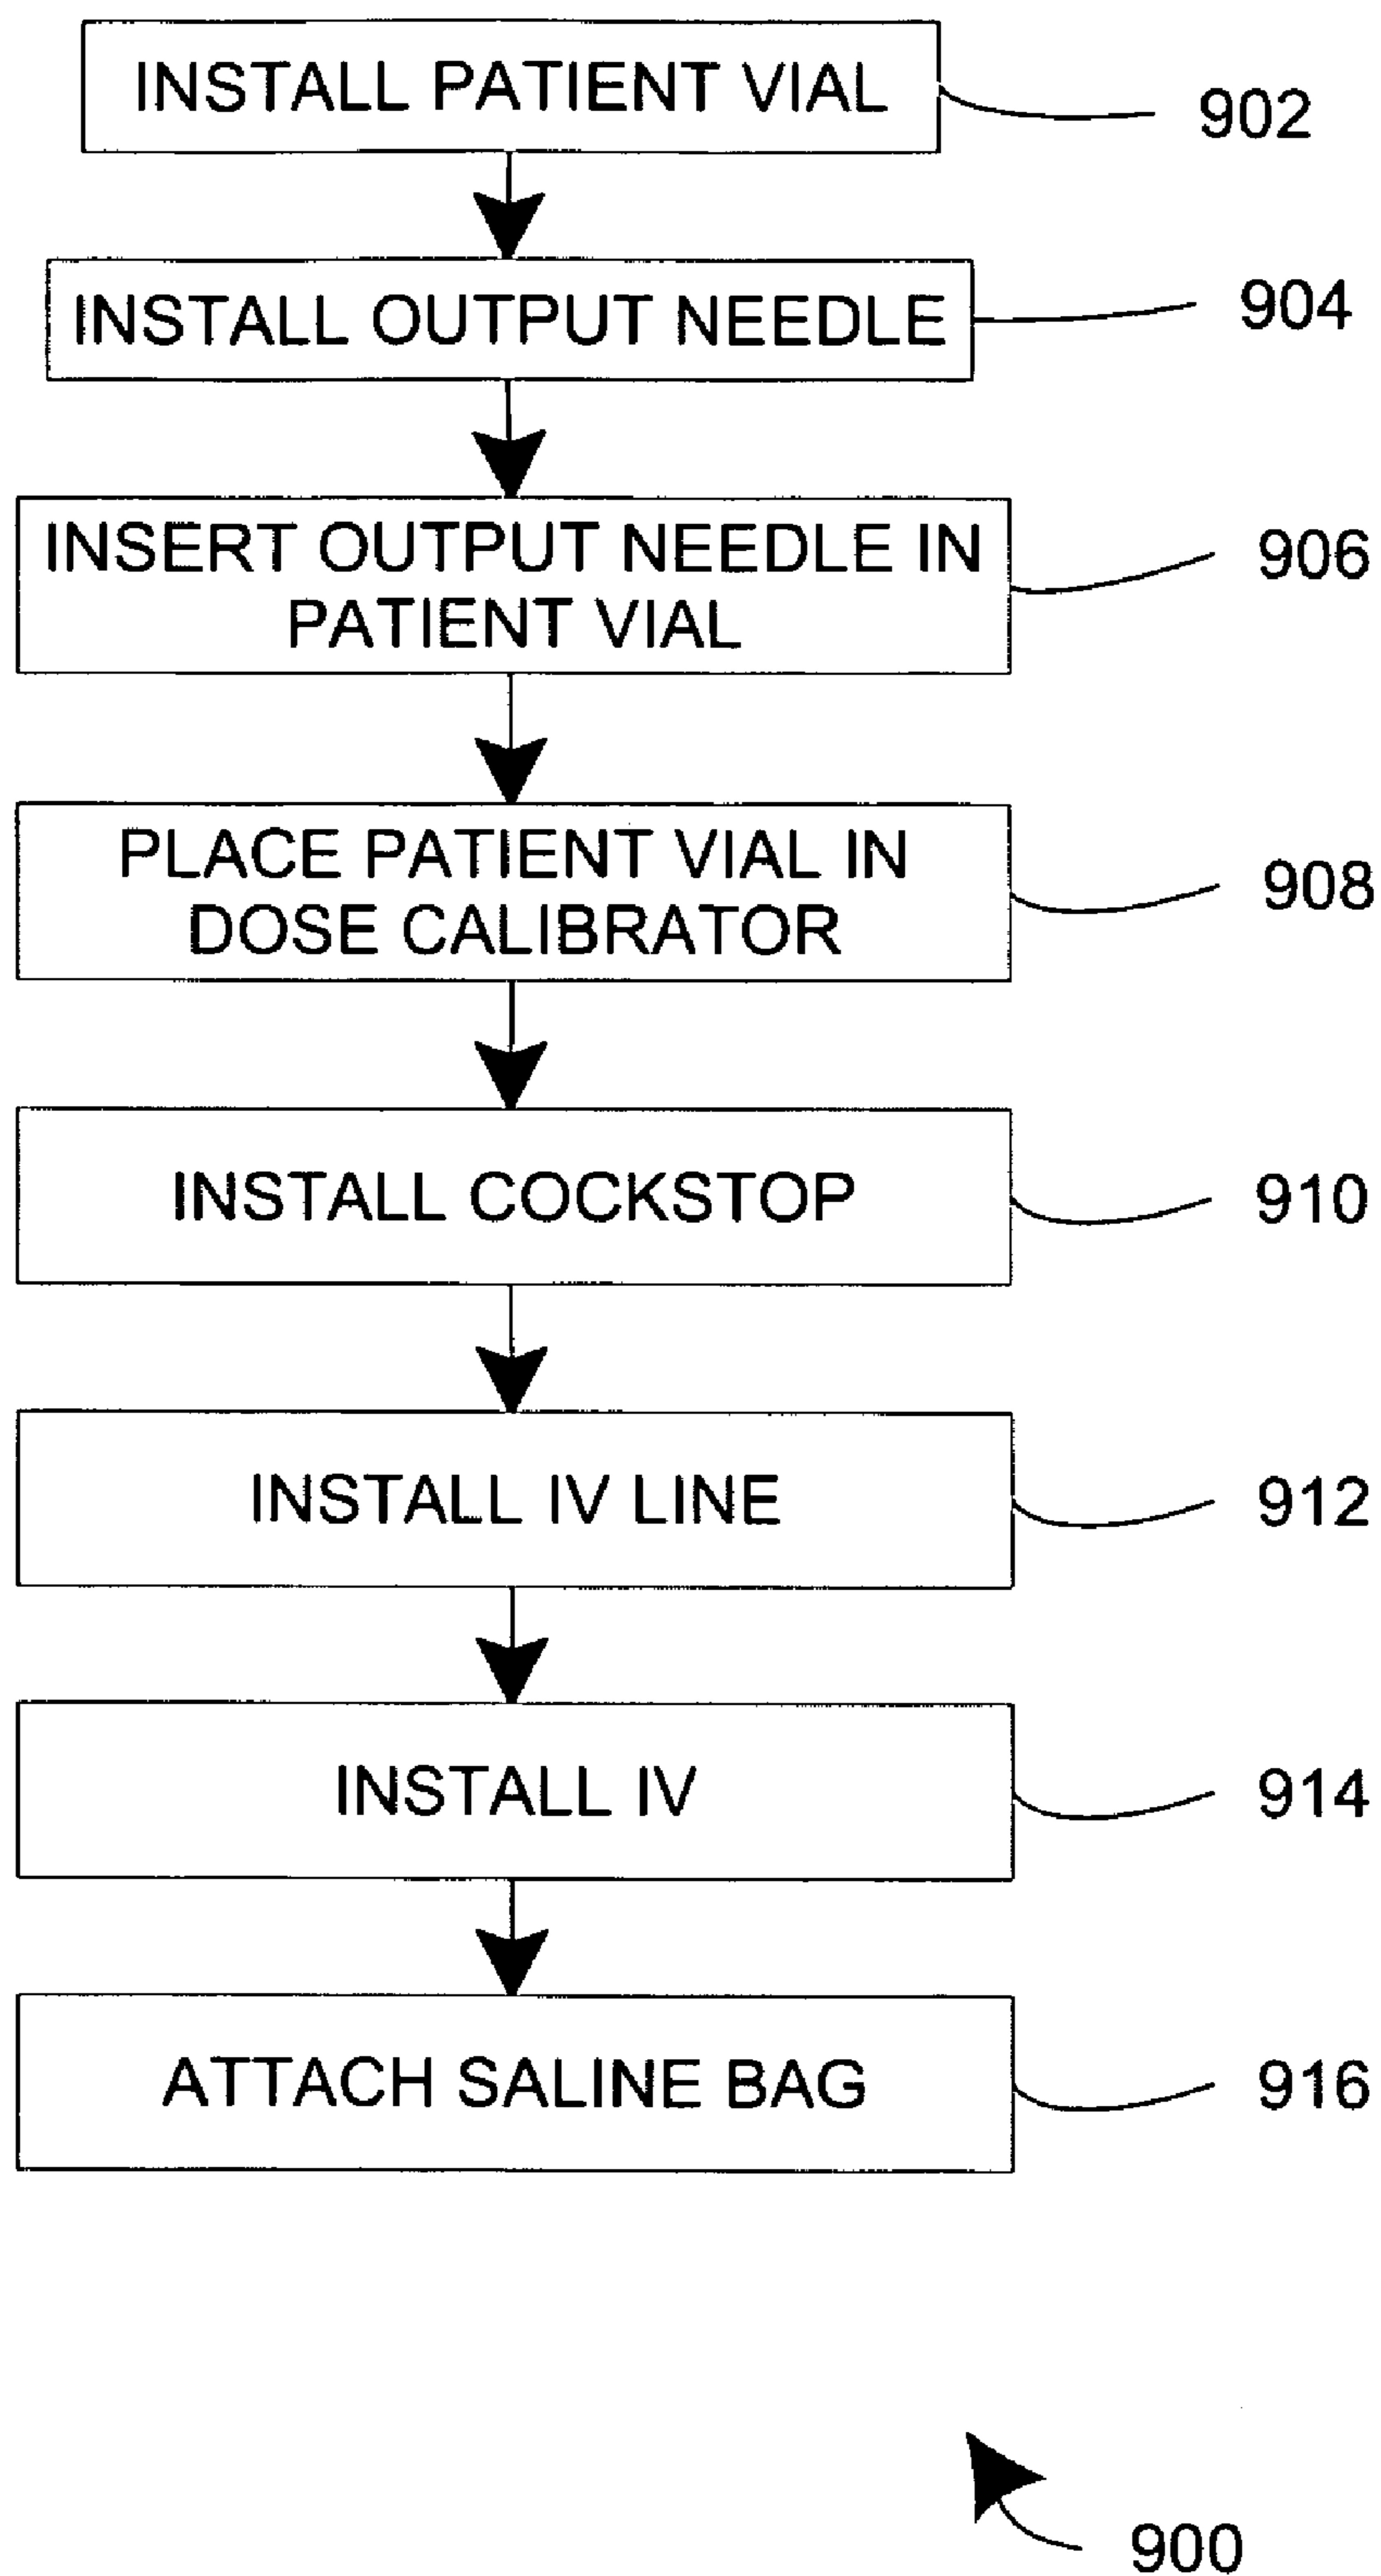 INSTALL PATIENT VIAL
902
INSTALL OUTPUT NEEDLE
904
INSERT OUTPUT NEEDLE IN
PATIENT VIAL
906
PLACE PATIENT VIAL IN
DOSE CALIBRATOR
908
INSTALL COCKSTOP
910
INSTALL IV LINE
912
INSTALL IV
914
ATTACH SALINE BAG
916
900